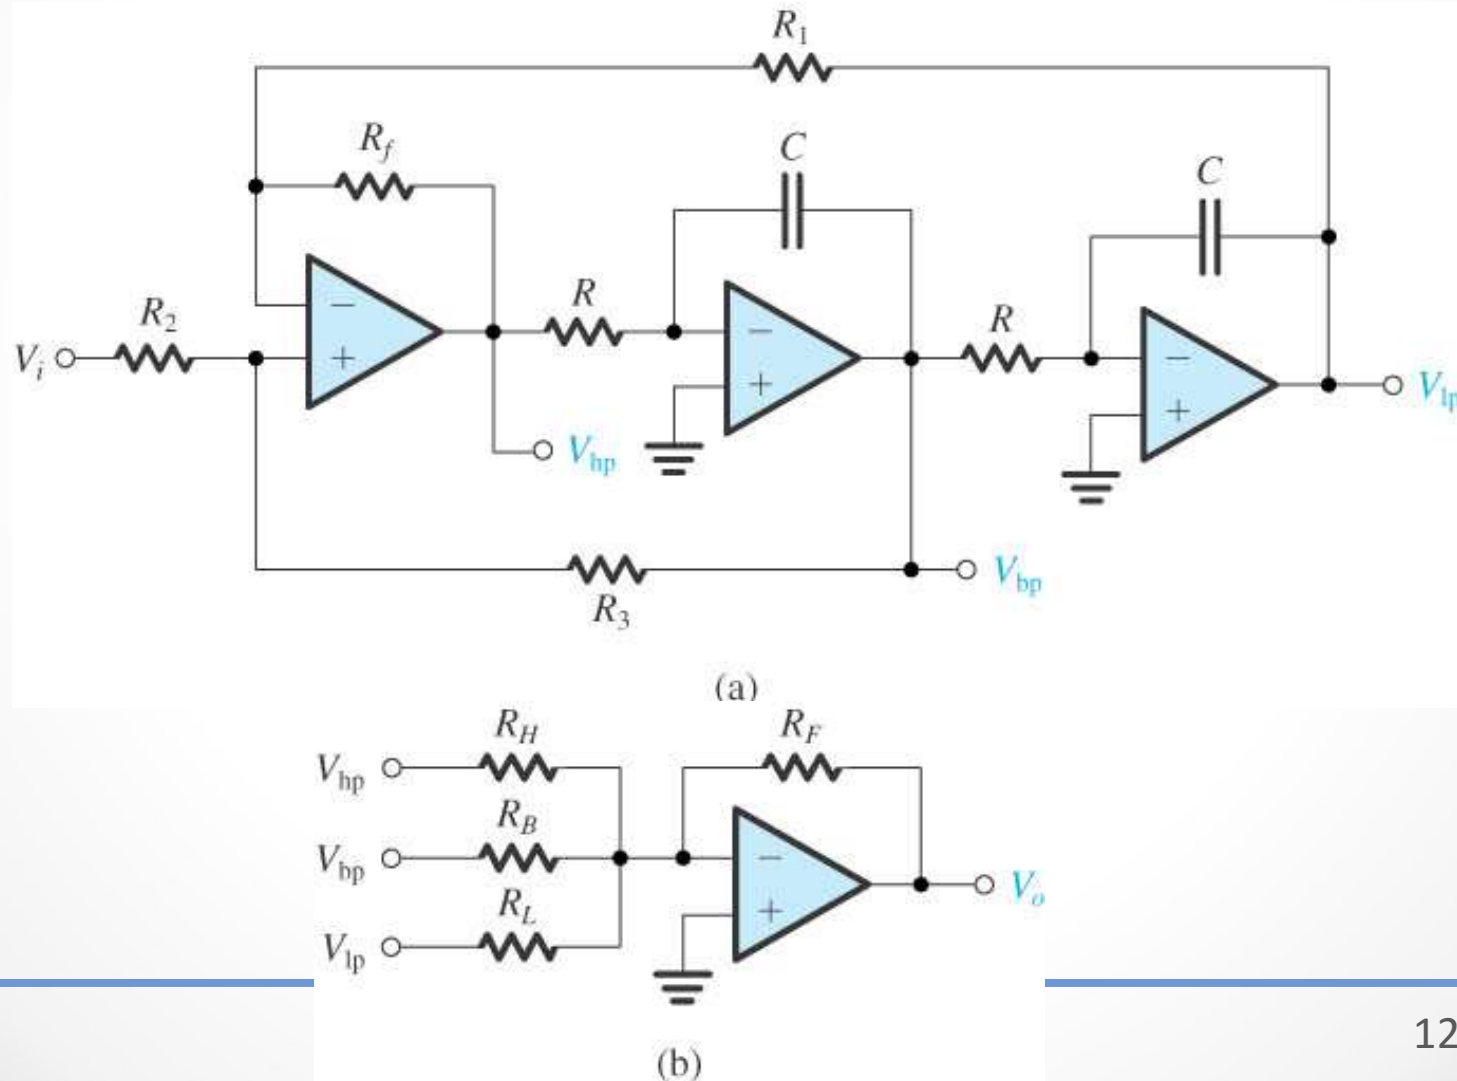 R1
Rf
C
C
R2
R
R
Vi
−
+
−
+
−
+
Vlp
Vhp
Vbp
R3
(a)
RH
RF
Vhp
RB
Vbp
−
+
Vo
RL
Vlp
12
(b)